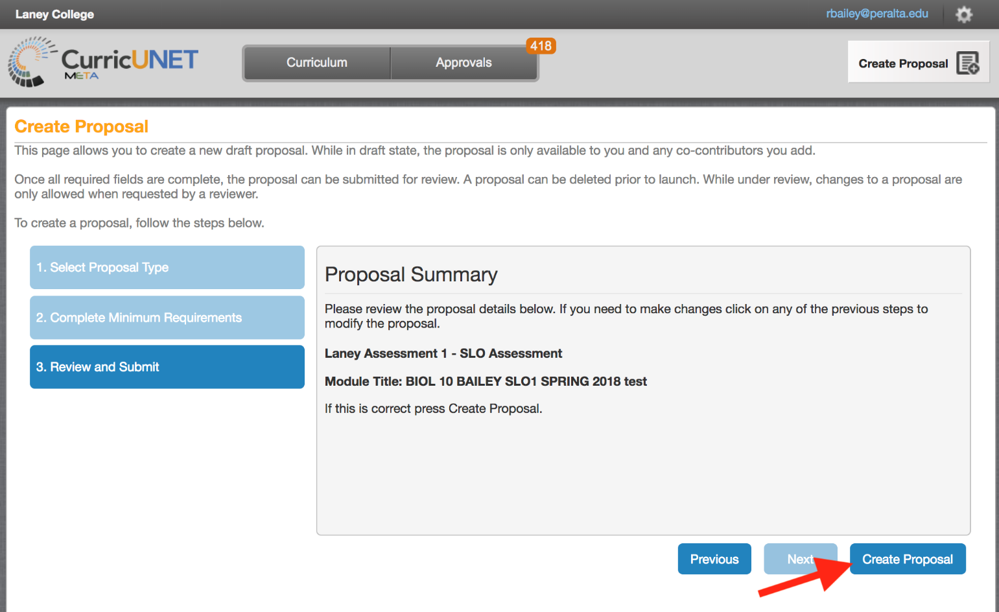 Laney College
rbailey@peralta.edu
CurricUNET
META
Curriculum
Approvals
418
Create Proposal
Create Proposal
This page allows you to create a new draft proposal. While in draft state, the proposal is only available to you and any co-contributors you add.
Once all required fields are complete, the proposal can be submitted for review. A proposal can be deleted prior to launch. While under review, changes to a proposal are
only allowed when requested by a reviewer.
To create a proposal, follow the steps below.
1. Select Proposal Type
2. Complete Minimum Requirements
3. Review and Submit
Proposal Summary
Please review the proposal details below. If you need to make changes click on any of the previous steps to
modify the proposal.
Laney Assessment 1 - SLO Assessment
Module Title: BIOL 10 BAILEY SLO1 SPRING 2018 test
If this is correct press Create Proposal.
Previous
Next
Create Proposal